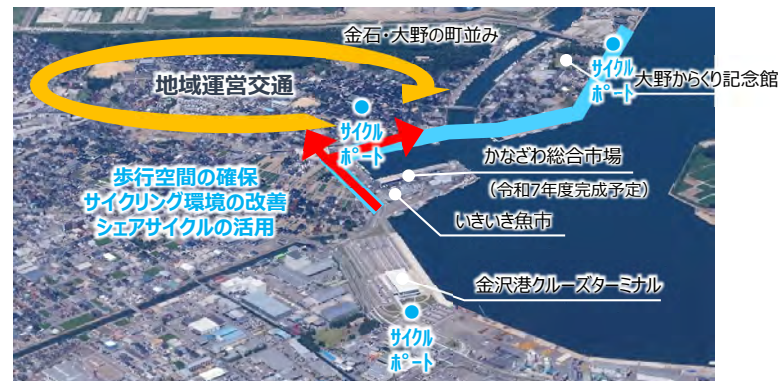 金石・大野の町並み
サイクル
ポート
大野からくり記念館
地域運営交通
サイクル
ポート
かなざわ総合市場
(令和7年度完成予定)
歩行空間の確保
サイクリング環境の改善
シェアサイクルの活用
いきいき魚市
金沢港クルーズターミナル
サイクル
ポート